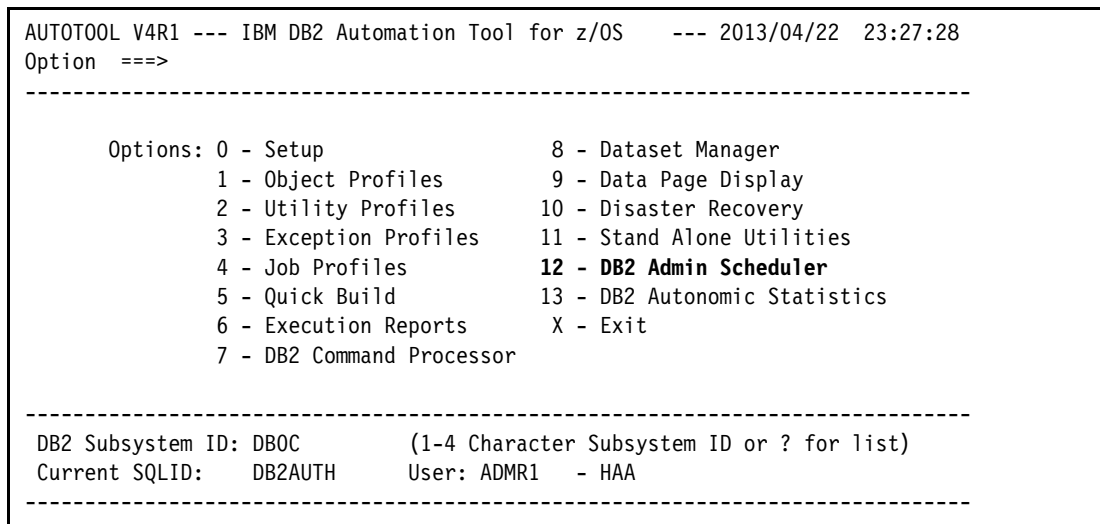 AUTOTOOL V4R1 --- IBM DB2 Automation Tool for z/OS    --- 2013/04/22  23:27:28
Option  ===>
-------------------------------------------------------------------------------
Options: 0 - Setup                   8 - Dataset Manager
1 - Object Profiles         9 - Data Page Display
2 - Utility Profiles       10 - Disaster Recovery
3 - Exception Profiles     11 - Stand Alone Utilities
4 - Job Profiles           12 - DB2 Admin Scheduler
5 - Quick Build            13 - DB2 Autonomic Statistics
6 - Execution Reports       X - Exit
7 - DB2 Command Processor
-------------------------------------------------------------------------------
DB2 Subsystem ID: DB0C        (1-4 Character Subsystem ID or ? for list)
Current SQLID:    DB2AUTH     User: ADMR1   - HAA
-------------------------------------------------------------------------------